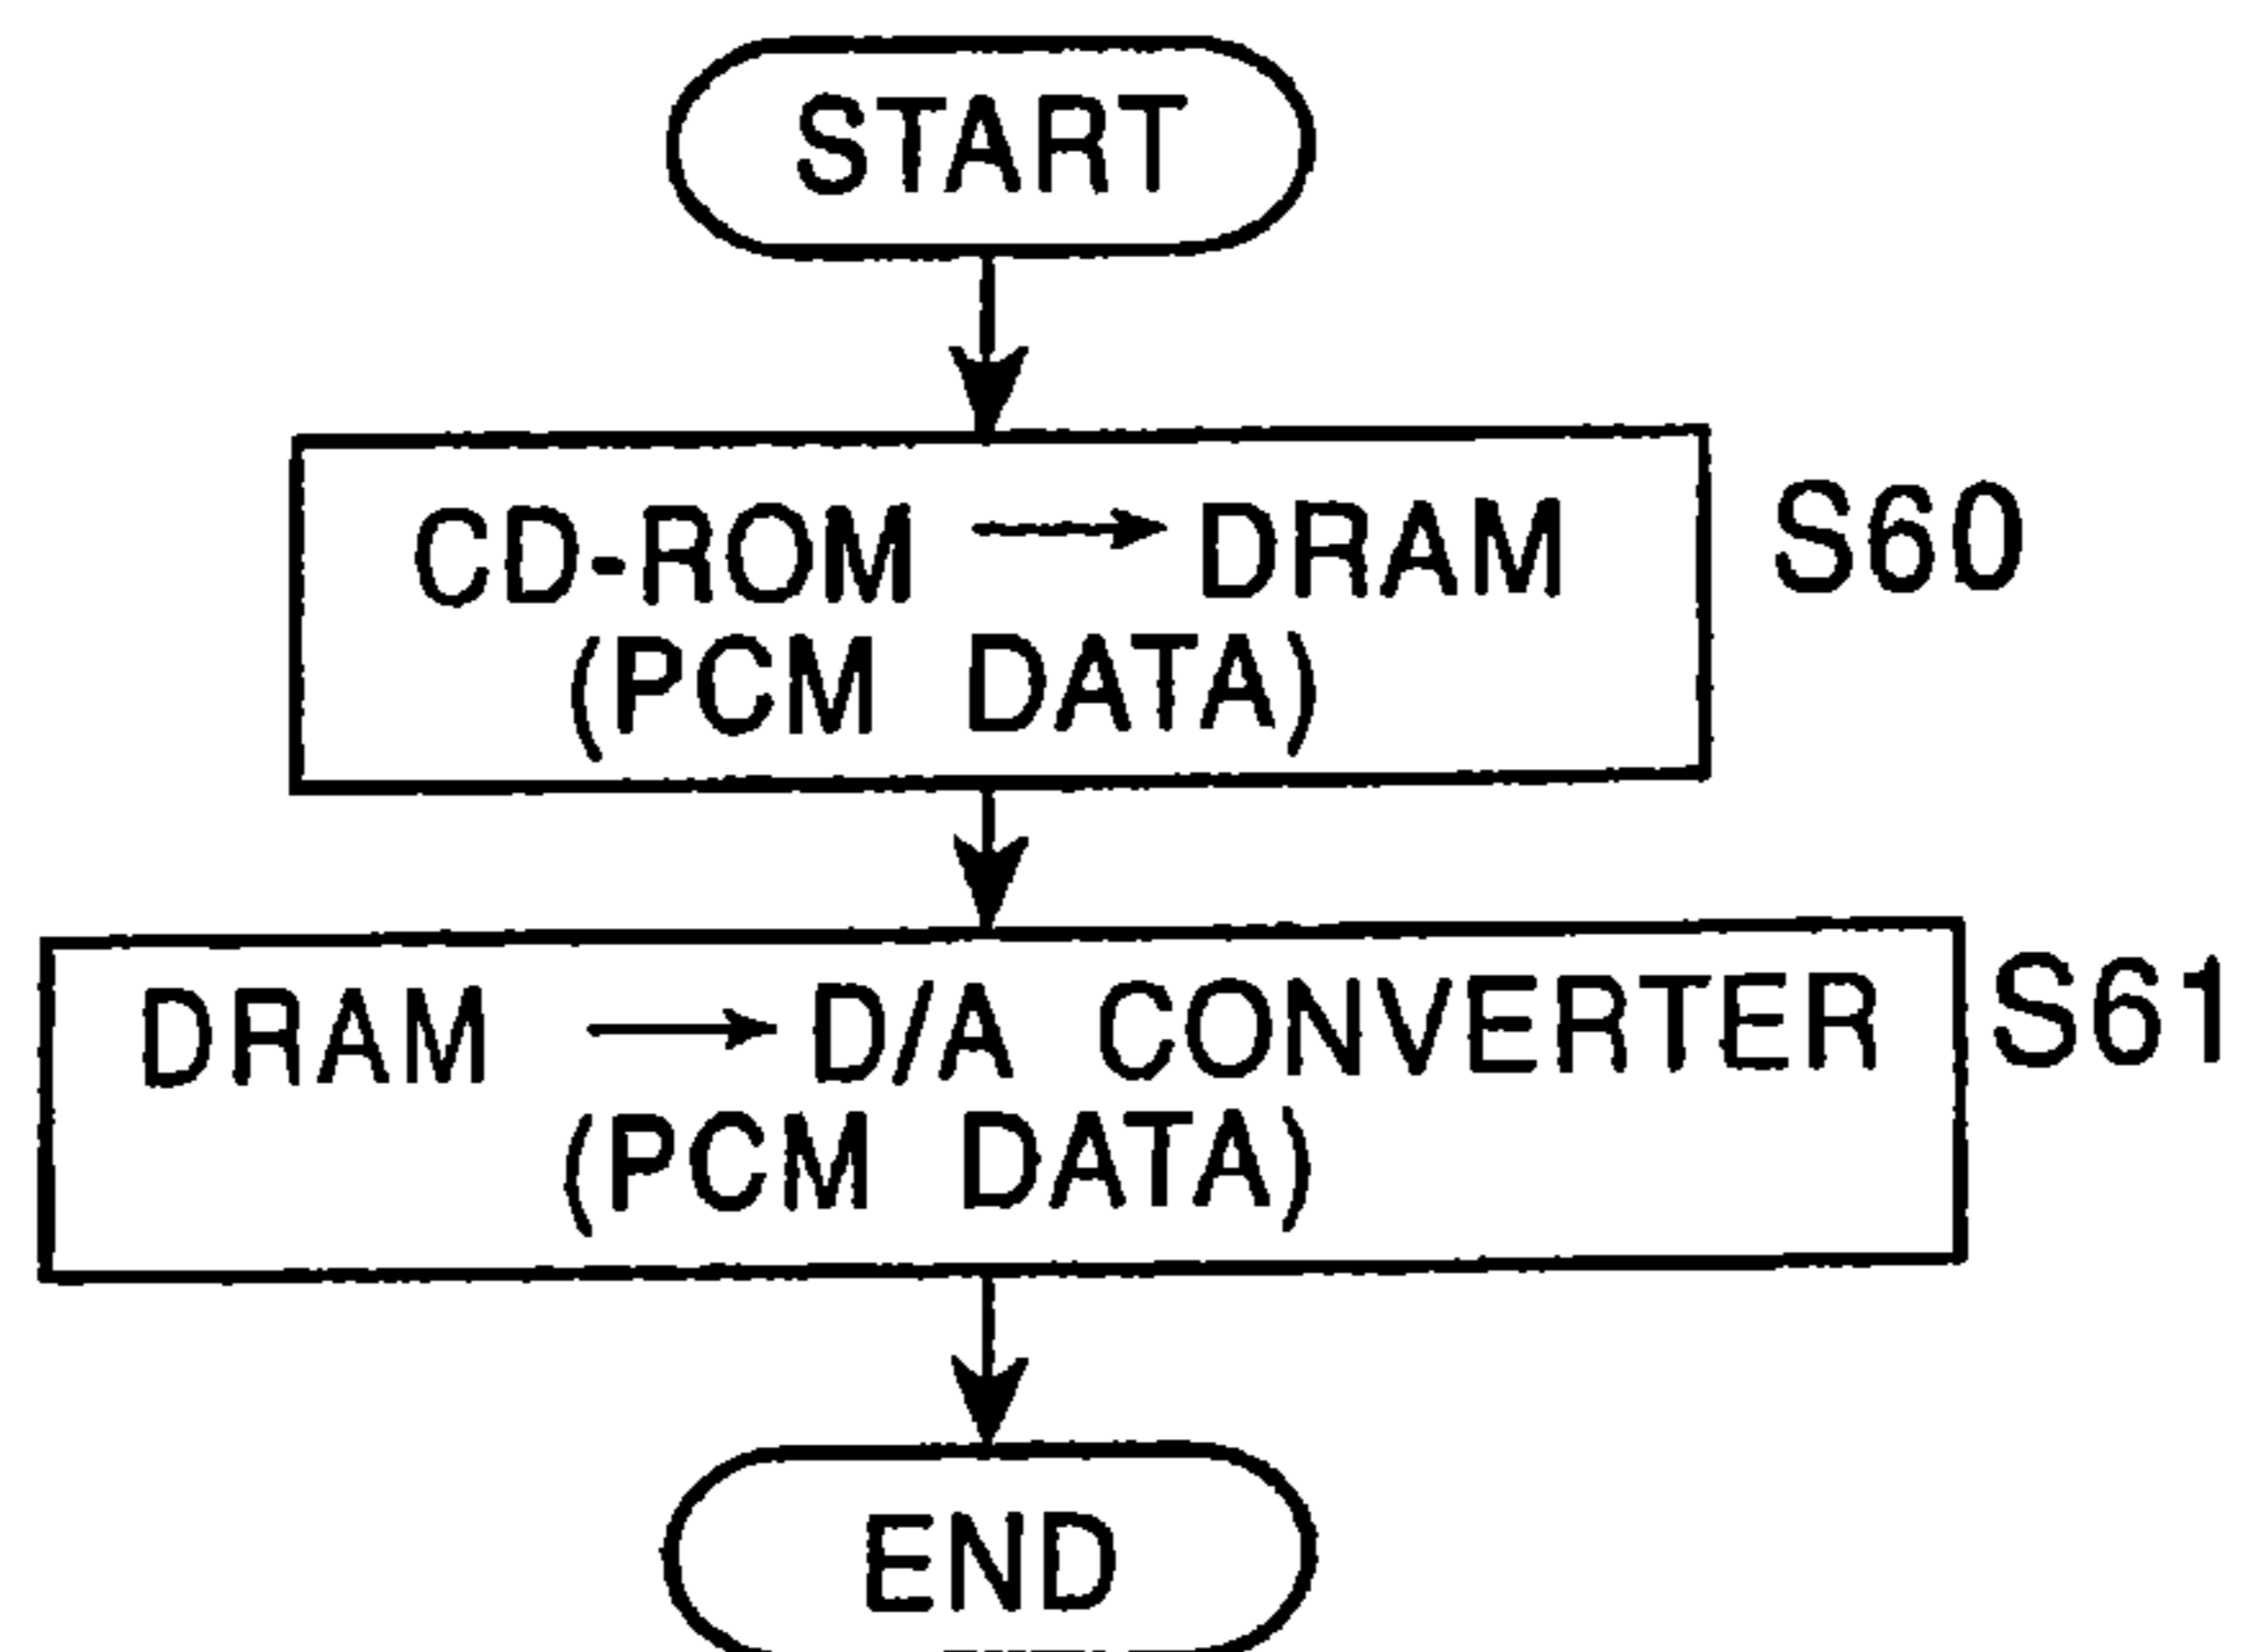 START
CD-ROM → DRAM S60
(PCM DATA)
DRAM → D/A CONVERTER S61
(PCM DATA)
END